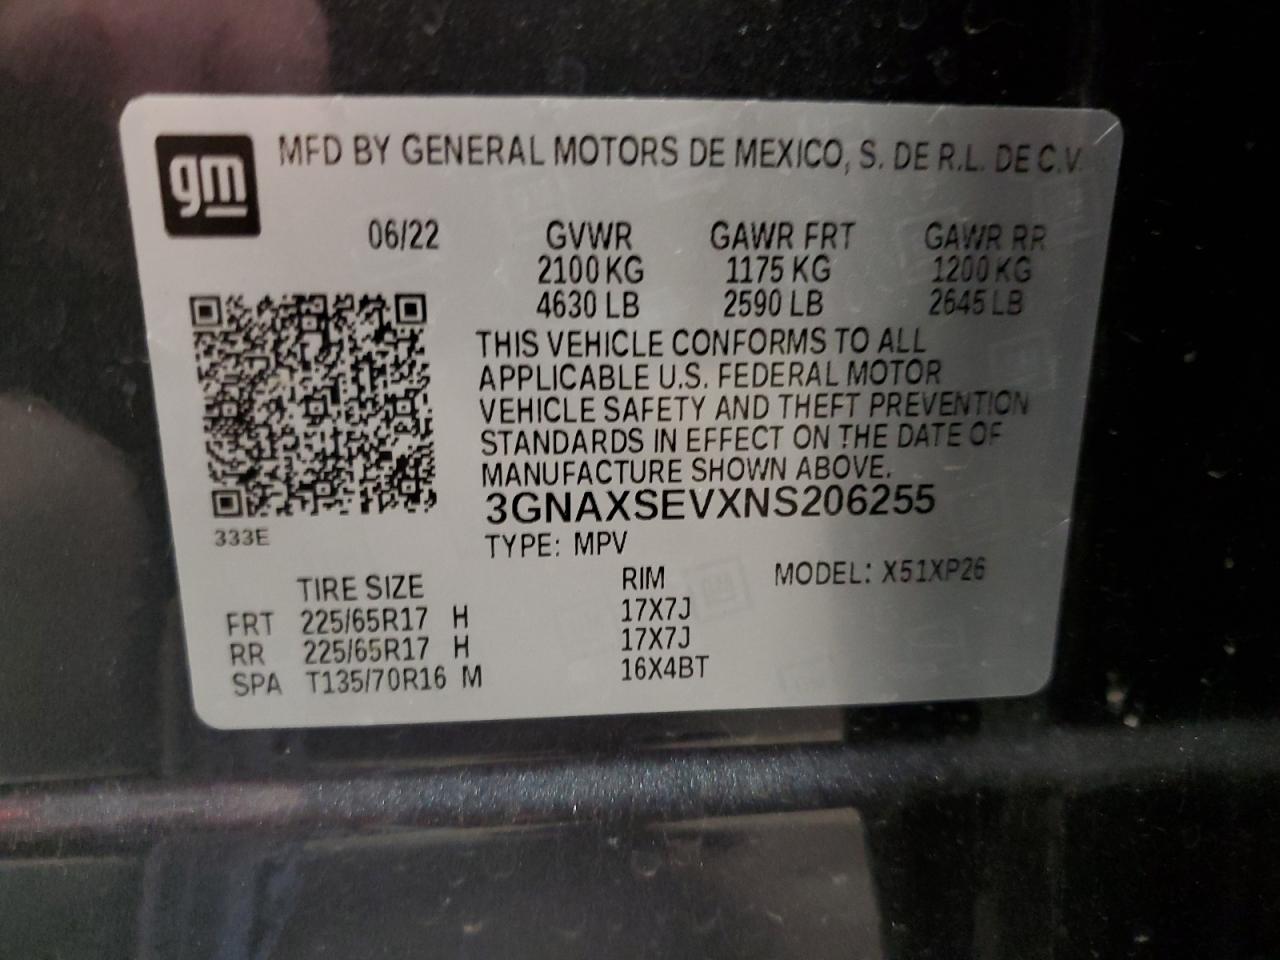 gm MFD BY GENERAL MOTORS DE MEXICO, S. DE R.L. DE C.V.
06/22 GVWR GAWR FRT GAWR RR
2100 KG 1175 KG 1200 KG
4630 LB 2590 LB 2645 LB
THIS VEHICLE CONFORMS TO ALL
APPLICABLE U.S. FEDERAL MOTOR
VEHICLE SAFETY AND THEFT PREVENTION
STANDARDS IN EFFECT ON THE DATE OF
MANUFACTURE SHOWN ABOVE.
3GNAXSEVXNS206255
333E
TYPE: MPV
TIRE SIZE RIM MODEL: X51XP26
FRT 225/65R17 H 17X7J
RR 225/65R17 H 17X7J
SPA T135/70R16 M 16X4BT